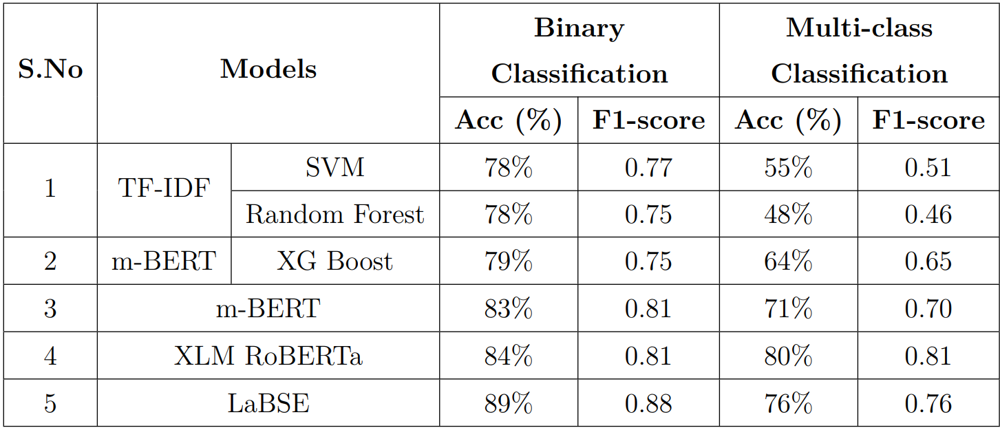 S.No Models Binary Classification Multi-class Classification
Acc (%) F1-score Acc (%) F1-score
1 TF-IDF SVM 78% 0.77 55% 0.51
Random Forest 78% 0.75 48% 0.46
2 m-BERT XG Boost 79% 0.75 64% 0.65
3 m-BERT 83% 0.81 71% 0.70
4 XLM RoBERTa 84% 0.81 80% 0.81
5 LaBSE 89% 0.88 76% 0.76